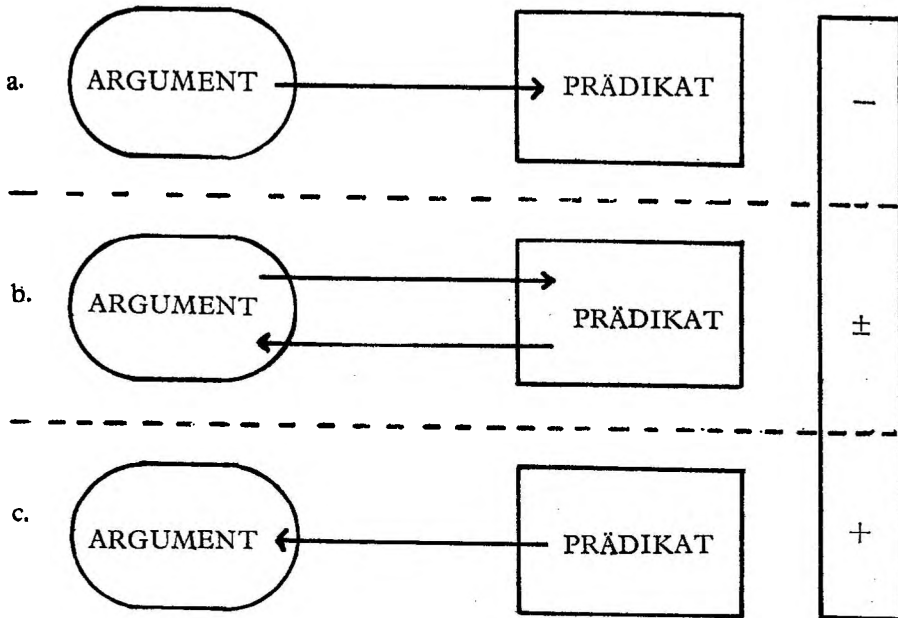 a. ARGUMENT PRÄDIKAT −
b. ARGUMENT PRÄDIKAT ±
c. ARGUMENT PRÄDIKAT +